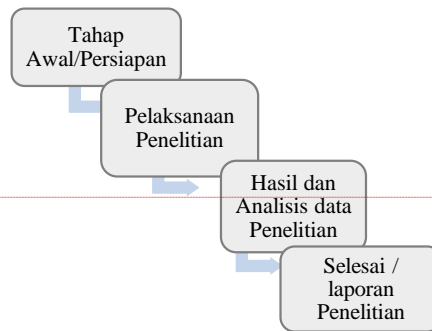 Tahap
Awal/Persiapan
Pelaksanaan
Penelitian
Hasil dan
Analisis data
Penelitian
Selesai /
laporan
Penelitian